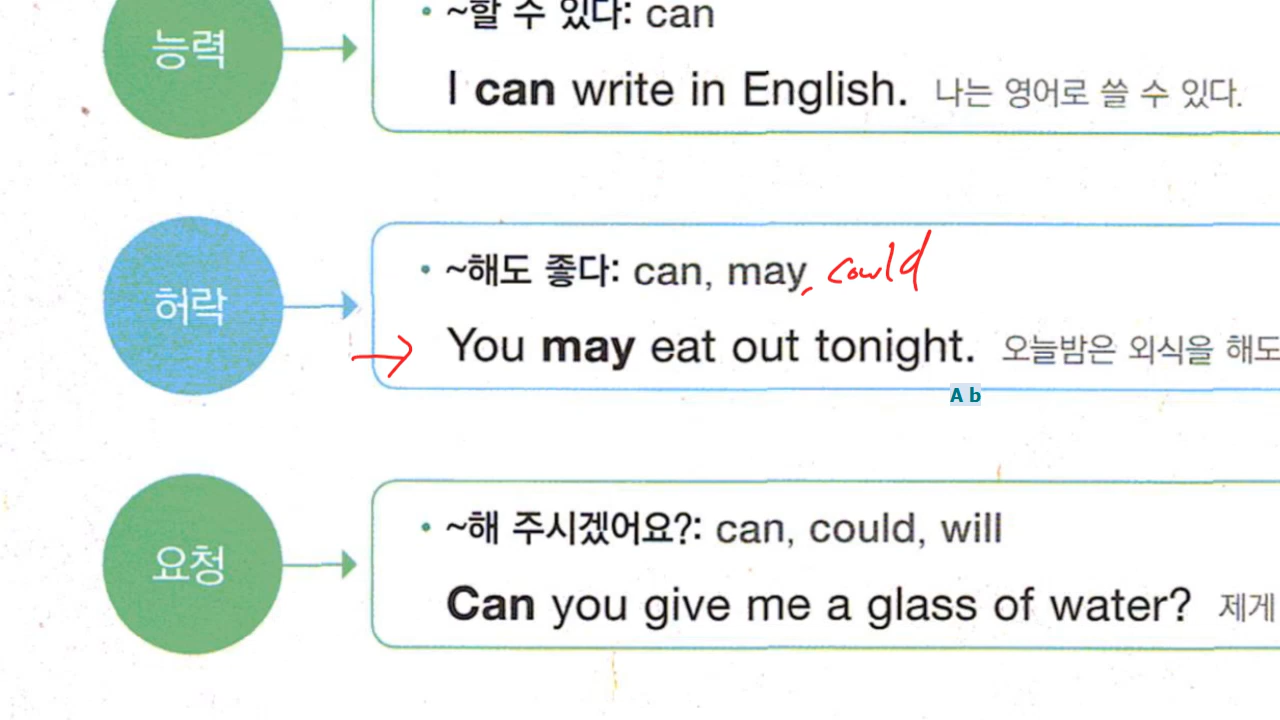 능력
~할 수 있다: can
I can write in English. 나는 영어로 쓸 수 있다.
허락
~해도 좋다: can, may, could
You may eat out tonight. 오늘밤은 외식을 해도
A b
요청
~해 주시겠어요?: can, could, will
Can you give me a glass of water? 제게